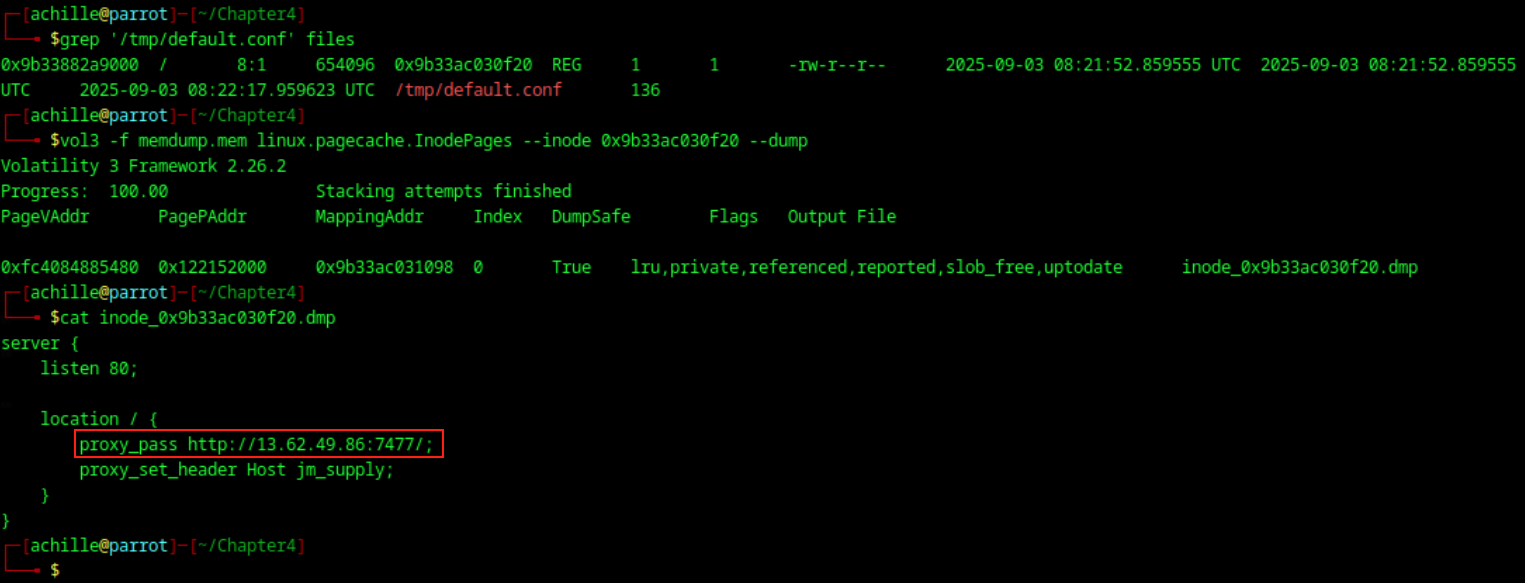 ┌─[achille@parrot]─[~/Chapter4]
└──╼ $grep '/tmp/default.conf' files
0x9b33882a9000 / 8:1 654096 0x9b33ac030f20 REG 1 1 -rw-r--r-- 2025-09-03 08:21:52.859555 UTC 2025-09-03 08:21:52.859555
UTC 2025-09-03 08:22:17.959623 UTC /tmp/default.conf 136
┌─[achille@parrot]─[~/Chapter4]
└──╼ $vol3 -f memdump.mem linux.pagecache.InodePages --inode 0x9b33ac030f20 --dump
Volatility 3 Framework 2.26.2
Progress: 100.00 Stacking attempts finished
PageVAddr PagePAddr MappingAddr Index DumpSafe Flags Output File
0xfc4084885480 0x122152000 0x9b33ac031098 0 True lru,private,referenced,reported,slob_free,uptodate inode_0x9b33ac030f20.dmp
┌─[achille@parrot]─[~/Chapter4]
└──╼ $cat inode_0x9b33ac030f20.dmp
server {
    listen 80;
    location / {
        proxy_pass http://13.62.49.86:7477/;
        proxy_set_header Host jm_supply;
    }
}
┌─[achille@parrot]─[~/Chapter4]
└──╼ $